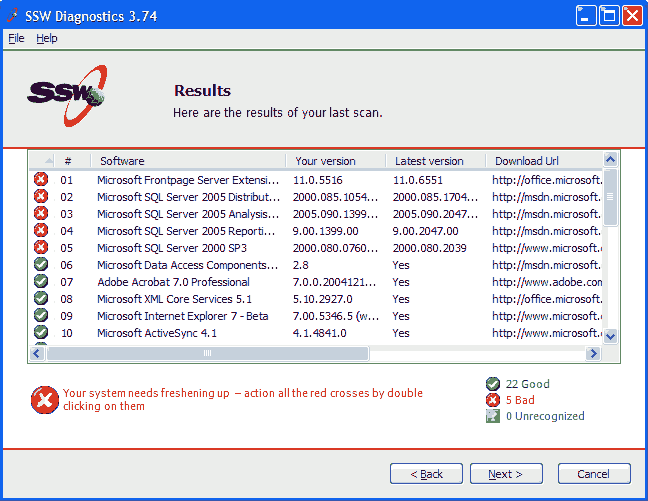 SSW Diagnostics 3.74
File Help
SSW
Results
Here are the results of your last scan.
# Software Your version Latest version Download Url
01 Microsoft Frontpage Server Extensi... 11.0.5516 11.0.6551 http://office.microsoft.
02 Microsoft SQL Server 2005 Distribut... 2000.085.1054... 2000.085.1704... http://msdn.microsoft.
03 Microsoft SQL Server 2005 Analysis... 2005.090.1399... 2005.090.2047... http://msdn.microsoft.
04 Microsoft SQL Server 2005 Reporti... 9.00.1399.00 9.00.2047.00 http://msdn.microsoft.
05 Microsoft SQL Server 2000 SP3 2000.080.0760... 2000.080.2039 http://www.microsoft.
06 Microsoft Data Access Components... 2.8 Yes http://msdn.microsoft.
07 Adobe Acrobat 7.0 Professional 7.0.0.2004121... Yes http://www.adobe.com
08 Microsoft XML Core Services 5.1 5.10.2927.0 Yes http://office.microsoft.
09 Microsoft Internet Explorer 7 - Beta 7.00.5346.5 (w... Yes http://www.microsoft.
10 Microsoft ActiveSync 4.1 4.1.4841.0 Yes http://www.microsoft.
Your system needs freshening up – action all the red crosses by double
clicking on them
22 Good
5 Bad
0 Unrecognized
< Back Next > Cancel